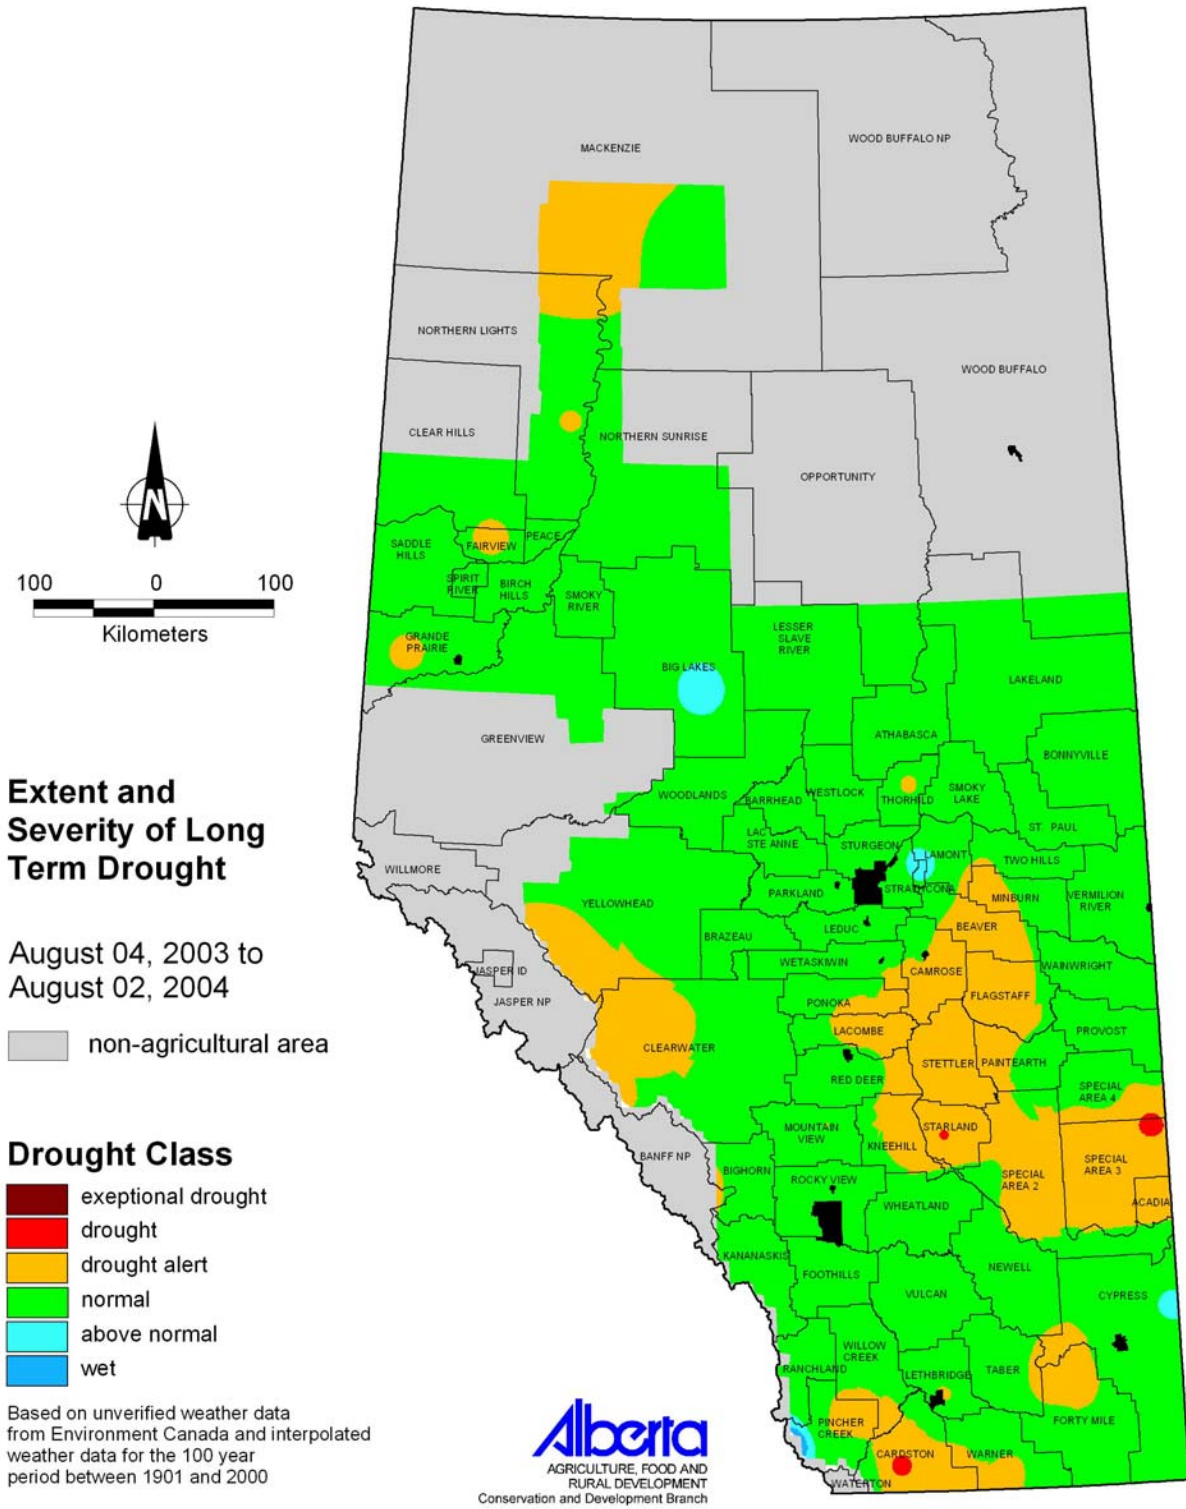 MACKENZIE
WOOD BUFFALO NP
NORTHERN LIGHTS
WOOD BUFFALO
CLEAR HILLS
NORTHERN SUNRISE
OPPORTUNITY
N
SADDLE
HILLS
FAIRVIEW
PEACE
SPIRIT
RIVER
BIRCH
HILLS
SMOKY
RIVER
100 0 100
Kilometers
GRANDE
PRAIRIE
LESSER
SLAVE
RIVER
BIG LAKES
LAKELAND
GREENVIEW
ATHABASCA
BONNYVILLE
Extent and
Severity of Long
Term Drought
WOODLANDS
BARRHEAD
WESTLOCK
THORHILD
SMOKY
LAKE
ST. PAUL
LAC
STE ANNE
STURGEON
LAMONT
TWO HILLS
WILLMORE
PARKLAND
STRATHCONA
MINBURN
VERMILION
RIVER
YELLOWHEAD
BRAZEAU
LEDUC
BEAVER
August 04, 2003 to
August 02, 2004
JASPER ID
JASPER NP
WETASKIWIN
CAMROSE
WAINWRIGHT
PONOKA
FLAGSTAFF
non-agricultural area
CLEARWATER
LACOMBE
PROVOST
STETTLER
PAINTEARTH
RED DEER
SPECIAL
AREA 4
MOUNTAIN
VIEW
KNEEHILL
STARLAND
BANFF NP
BIGHORN
ROCKY VIEW
SPECIAL
AREA 2
SPECIAL
AREA 3
ACADIA
WHEATLAND
Drought Class
exeptional drought
drought
drought alert
normal
above normal
wet
KANANASKIS
FOOTHILLS
NEWELL
VULCAN
CYPRESS
WILLOW
CREEK
RANCHLAND
LETHBRIDGE
TABER
PINCHER
CREEK
FORTY MILE
CARDSTON
WARNER
WATERTON
Based on unverified weather data
from Environment Canada and interpolated
weather data for the 100 year
period between 1901 and 2000
Alberta
AGRICULTURE, FOOD AND
RURAL DEVELOPMENT
Conservation and Development Branch